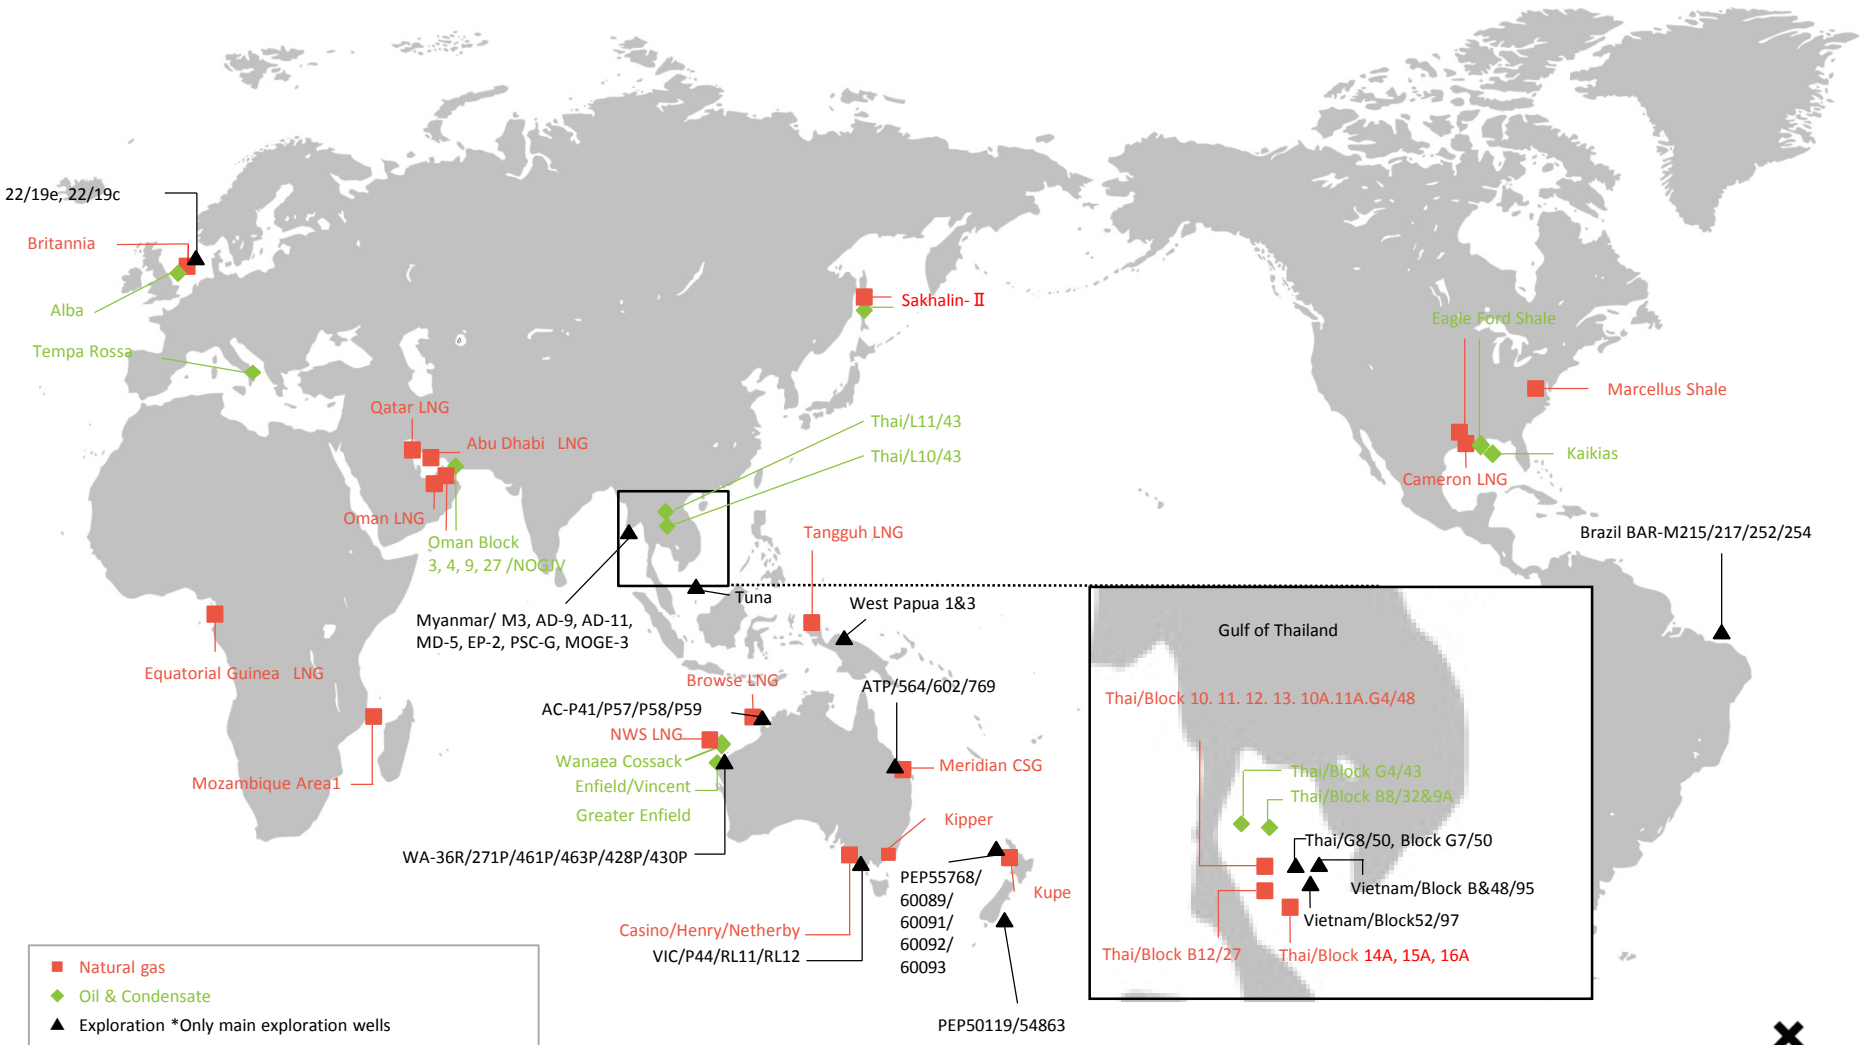 22/19e, 22/19c
Britannia
Alba
Tempa Rossa
Sakhalin-Ⅱ
Eagle Ford Shale
Marcellus Shale
Kaikias
Cameron LNG
Qatar LNG
Abu Dhabi LNG
Oman LNG
Oman Block
3, 4, 9, 27 /NOGJV
Thai/L11/43
Thai/L10/43
Tangguh LNG
Brazil BAR-M215/217/252/254
Tuna
West Papua 1&3
Myanmar/ M3, AD-9, AD-11,
MD-5, EP-2, PSC-G, MOGE-3
Equatorial Guinea LNG
Mozambique Area1
Browse LNG
ATP/564/602/769
AC-P41/P57/P58/P59
NWS LNG
Wanaea Cossack
Enfield/Vincent
Greater Enfield
Meridian CSG
Kipper
WA-36R/271P/461P/463P/428P/430P
PEP55768/
60089/
60091/
60092/
60093
Kupe
Casino/Henry/Netherby
VIC/P44/RL11/RL12
PEP50119/54863
Gulf of Thailand
Thai/Block 10. 11. 12. 13. 10A.11A.G4/48
Thai/Block G4/43
Thai/Block B8/32&9A
Thai/G8/50, Block G7/50
Vietnam/Block B&48/95
Vietnam/Block52/97
Thai/Block B12/27
Thai/Block 14A, 15A, 16A
Natural gas
Oil & Condensate
Exploration *Only main exploration wells